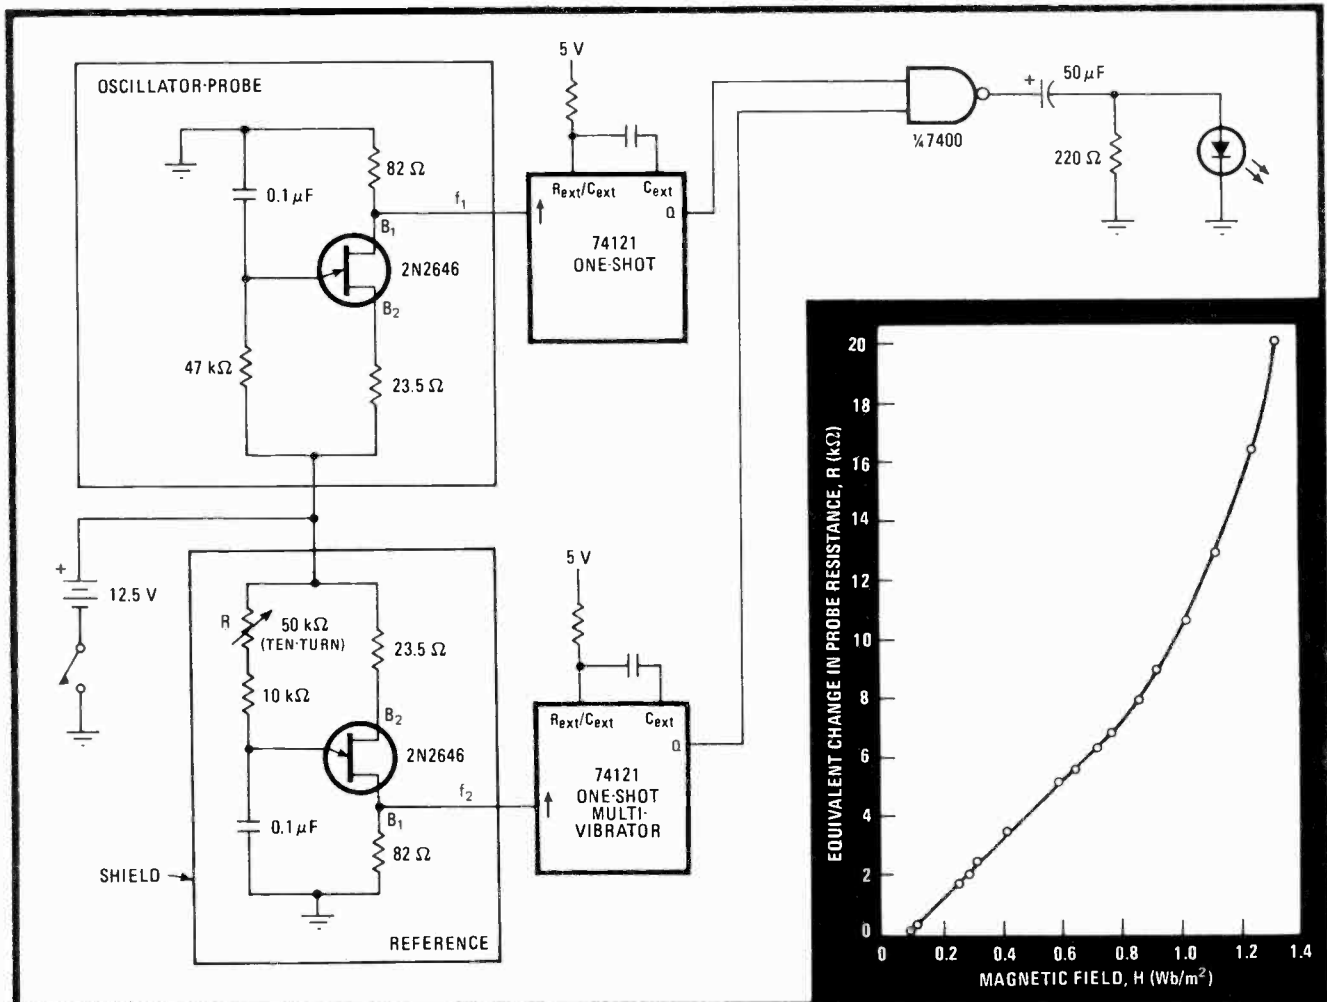 OSCILLATOR-PROBE
82 Ω
0.1 μF
f1
B1
2N2646
B2
47 kΩ
23.5 Ω
5 V
Rext/Cext
Cext
Q
74121
ONE-SHOT
¼ 7400
+
50 μF
220 Ω
+
12.5 V
R
50 kΩ
(TEN-TURN)
23.5 Ω
10 kΩ
B2
2N2646
f2
B1
0.1 μF
82 Ω
SHIELD
REFERENCE
5 V
Rext/Cext
Cext
Q
74121
ONE-SHOT
MULTI-
VIBRATOR
EQUIVALENT CHANGE IN PROBE RESISTANCE, R (kΩ)
20
18
16
14
12
10
8
6
4
2
0
0
0.2
0.4
0.6
0.8
1.0
1.2
1.4
MAGNETIC FIELD, H (Wb/m²)